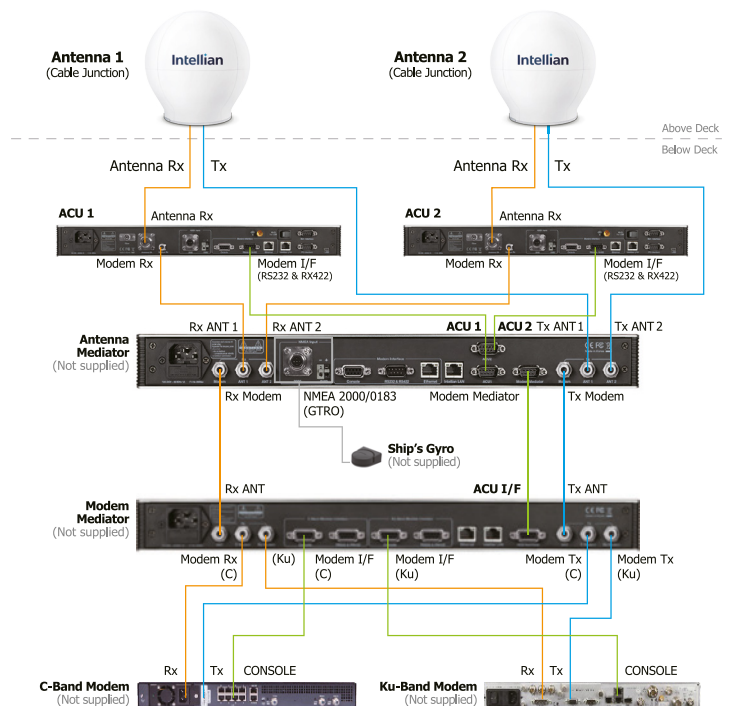 Antenna 1
(Cable Junction)
Intellian
Antenna 2
(Cable Junction)
Intellian
Above Deck
Below Deck
Antenna Rx
Tx
Antenna Rx
Tx
ACU 1
Antenna Rx
ACU 2
Antenna Rx
Modem Rx
Modem I/F
(RS232 & RX422)
Modem Rx
Modem I/F
(RS232 & RX422)
Rx ANT 1
Rx ANT 2
ACU 1
ACU 2
Tx ANT 1
Tx ANT 2
Antenna
Mediator
(Not supplied)
NMEA Input
Rx Modem
NMEA 2000/0183
(GTRO)
Modem Mediator
Tx Modem
Ship's Gyro
(Not supplied)
Rx ANT
ACU I/F
Tx ANT
Modem
Mediator
(Not supplied)
Modem Rx
(C)
(Ku)
Modem I/F
(C)
Modem I/F
(Ku)
Modem Tx
(C)
Modem Tx
(Ku)
Rx
Tx
CONSOLE
Rx
Tx
CONSOLE
C-Band Modem
(Not supplied)
Ku-Band Modem
(Not supplied)